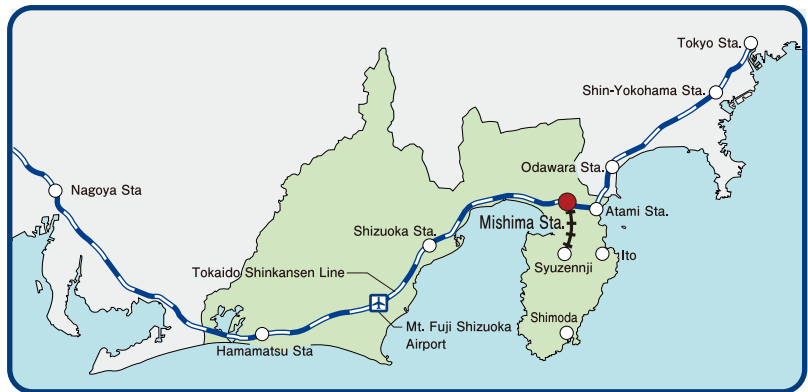 Tokyo Sta.
Shin-Yokohama Sta.
Odawara Sta.
Nagoya Sta
Atami Sta.
Mishima Sta.
Shizuoka Sta.
Ito
Syuzennji
Tokaido Shinkansen Line
Shimoda
Mt. Fuji Shizuoka
Airport
Hamamatsu Sta